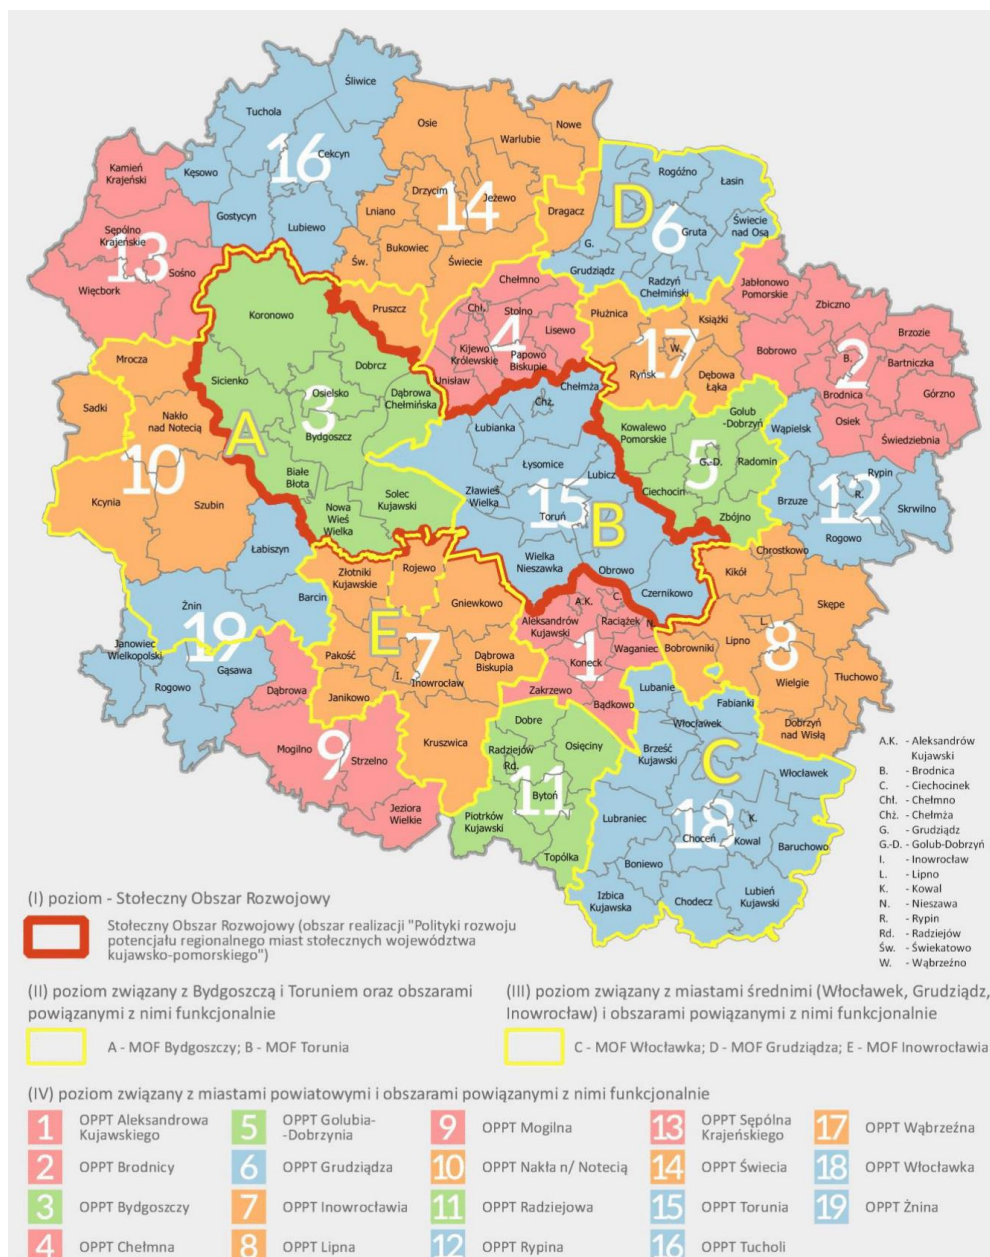 Śliwice
Tuchola
16
Cekcyn
Kęsowo
Gostycyn
Lubiewo
Osie
Warlubie
Nowe
Drzycim
14
Jeżewo
Lniano
Bukowiec
Św.
Świecie
Dragacz
Pruszcz
Kamień
Krajeński
Sępólno
Krajeńskie
13
Sośno
Więcbork
Rogóźno
Łasin
D
6
Gruta
Świecie
nad Osą
G.
Grudziądz
Radzyń
Chełmiński
Chełmno
Chł.
Stolno
4
Lisewo
Kijewo
Królewskie
Papowo
Biskupie
Unisław
Płużnica
Książki
17
W.
Ryńsk
Dębowa
Łąka
Jabłonowo
Pomorskie
Zbiczno
Brzozie
Bobrowo
B.
2
Bartniczka
Brodnica
Górzno
Osiek
Świedziebnia
Koronowo
Sicienko
Dobrcz
Osielsko
3
Dąbrowa
Chełmińska
Bydgoszcz
A
Białe
Błota
Solec
Kujawski
Nowa
Wieś
Wielka
Mrocza
Sadki
Nakło
nad Notecią
10
Kcynia
Szubin
Chełmża
Chż.
Łubianka
Łysomice
Lubicz
Zławieś
Wielka
15
Toruń
B
Wielka
Nieszawka
Obrowo
Czernikowo
Kowalewo
Pomorskie
Golub
-Dobrzyń
5
G.-D.
Radomin
Ciechocin
Zbójno
Wąpielsk
Rypin
12
R.
Brzuze
Skrwilno
Rogowo
Łabiszyn
Barcin
Żnin
19
Janowiec
Wielkopolski
Gąsawa
Rogowo
Złotniki
Kujawskie
Rojewo
Gniewkowo
E
7
Pakość
I.
Inowrocław
Dąbrowa
Biskupia
Janikowo
Kruszwica
A.K.
C.
Aleksandrów
Kujawski
Raciążek
N.
1
Waganiec
Koneck
Zakrzewo
Bądkowo
Chrostkowo
Kikół
Skępe
L.
Lipno
8
Bobrowniki
Wielgie
Tłuchowo
Dobrzyń
nad Wisłą
Dąbrowa
Mogilno
9
Strzelno
Jeziora
Wielkie
Dobre
Osięciny
Radziejów
Rd.
11
Bytoń
Piotrków
Kujawski
Topólka
Lubanie
Fabianki
Włocławek
Brześć
Kujawski
C
Włocławek
Lubraniec
18
K.
Choceń
Kowal
Baruchowo
Boniewo
Izbica
Kujawska
Chodecz
Lubień
Kujawski
A.K. - Aleksandrów
Kujawski
B. - Brodnica
C. - Ciechocinek
Chł. - Chełmno
Chż. - Chełmża
G. - Grudziądz
G.-D. - Golub-Dobrzyń
I. - Inowrocław
L. - Lipno
K. - Kowal
N. - Nieszawa
R. - Rypin
Rd. - Radziejów
Św. - Świekatowo
W. - Wąbrzeźno
(I) poziom - Stołeczny Obszar Rozwojowy
Stołeczny Obszar Rozwojowy (obszar realizacji "Polityki rozwoju
potencjału regionalnego miast stołecznych województwa
kujawsko-pomorskiego")
(II) poziom związany z Bydgoszczą i Toruniem oraz obszarami
powiązanymi z nimi funkcjonalnie
A - MOF Bydgoszczy; B - MOF Torunia
(III) poziom związany z miastami średnimi (Włocławek, Grudziądz,
Inowrocław) i obszarami powiązanymi z nimi funkcjonalnie
C - MOF Włocławka; D - MOF Grudziądza; E - MOF Inowrocławia
(IV) poziom związany z miastami powiatowymi i obszarami powiązanymi z nimi funkcjonalnie
1 OPPT Aleksandrowa
Kujawskiego
2 OPPT Brodnicy
3 OPPT Bydgoszczy
4 OPPT Chełmna
5 OPPT Golubia-
-Dobrzynia
6 OPPT Grudziądza
7 OPPT Inowrocławia
8 OPPT Lipna
9 OPPT Mogilna
10 OPPT Nakła n/ Notecią
11 OPPT Radziejowa
12 OPPT Rypina
13 OPPT Sępólna
Krajeńskiego
14 OPPT Świecia
15 OPPT Torunia
16 OPPT Tucholi
17 OPPT Wąbrzeźna
18 OPPT Włocławka
19 OPPT Żnina